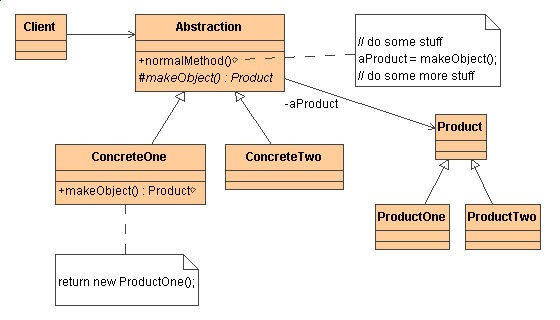 Client
Abstraction
+normalMethod()
#makeObject() : Product
// do some stuff
aProduct = makeObject();
// do some more stuff
-aProduct
Product
ConcreteOne
+makeObject() : Product
ConcreteTwo
ProductOne
ProductTwo
return new ProductOne();